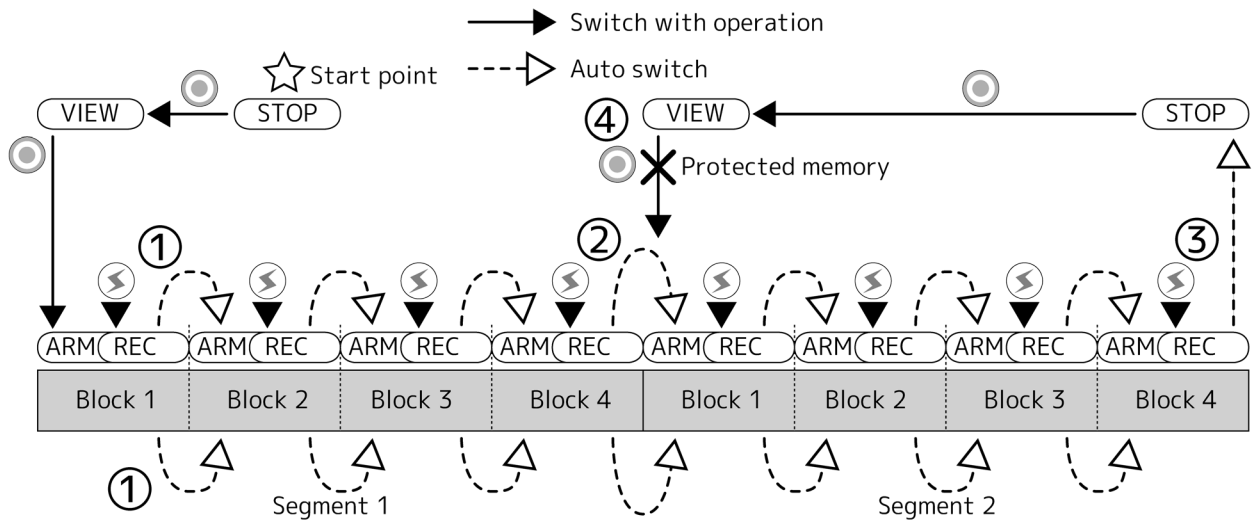 Switch with operation
Start point
Auto switch
VIEW STOP ④ VIEW STOP
Protected memory
① ② ③
ARM REC ARM REC ARM REC ARM REC ARM REC ARM REC ARM REC ARM REC
Block 1 Block 2 Block 3 Block 4 Block 1 Block 2 Block 3 Block 4
①
Segment 1 Segment 2